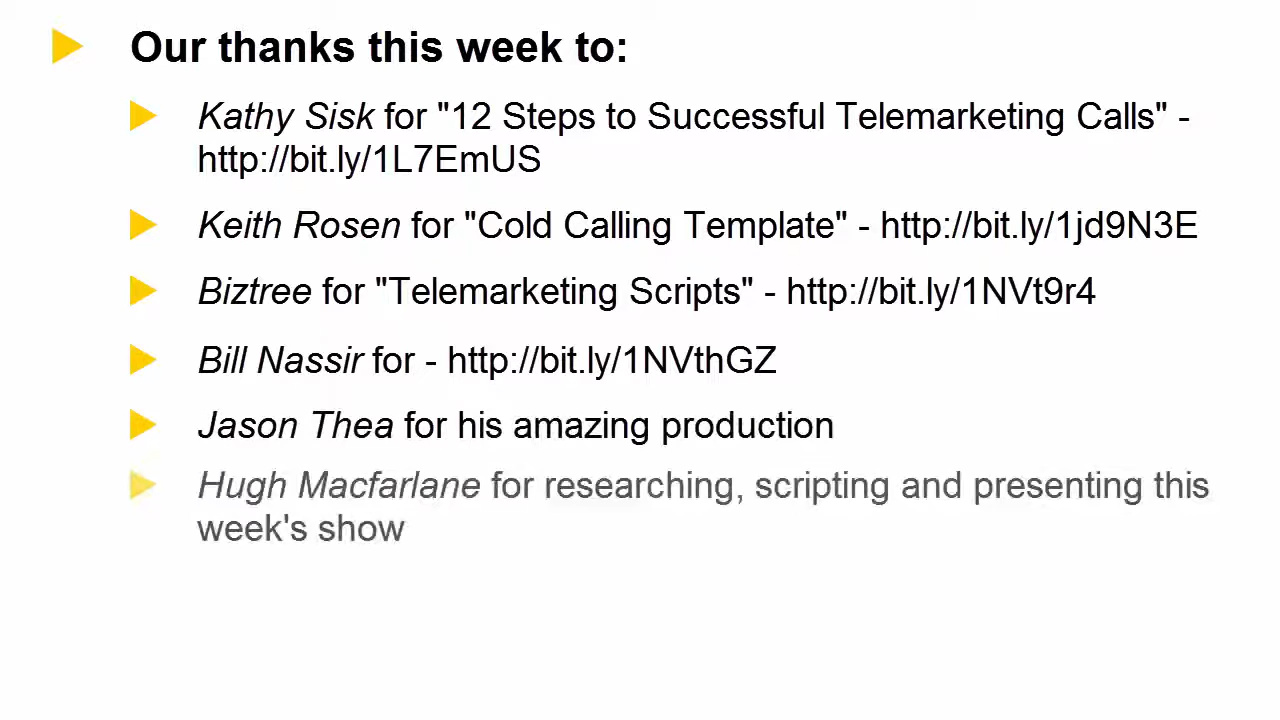 Our thanks this week to:
Kathy Sisk for "12 Steps to Successful Telemarketing Calls" -
http://bit.ly/1L7EmUS
Keith Rosen for "Cold Calling Template" - http://bit.ly/1jd9N3E
Biztree for "Telemarketing Scripts" - http://bit.ly/1NVt9r4
Bill Nassir for - http://bit.ly/1NVthGZ
Jason Thea for his amazing production
Hugh Macfarlane for researching, scripting and presenting this
week's show